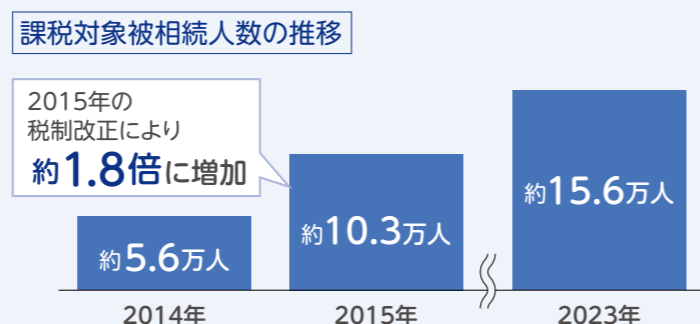 課税対象被相続人数の推移
2015年の
税制改正により
約1.8倍に増加
約5.6万人
約10.3万人
約15.6万人
2014年
2015年
2023年